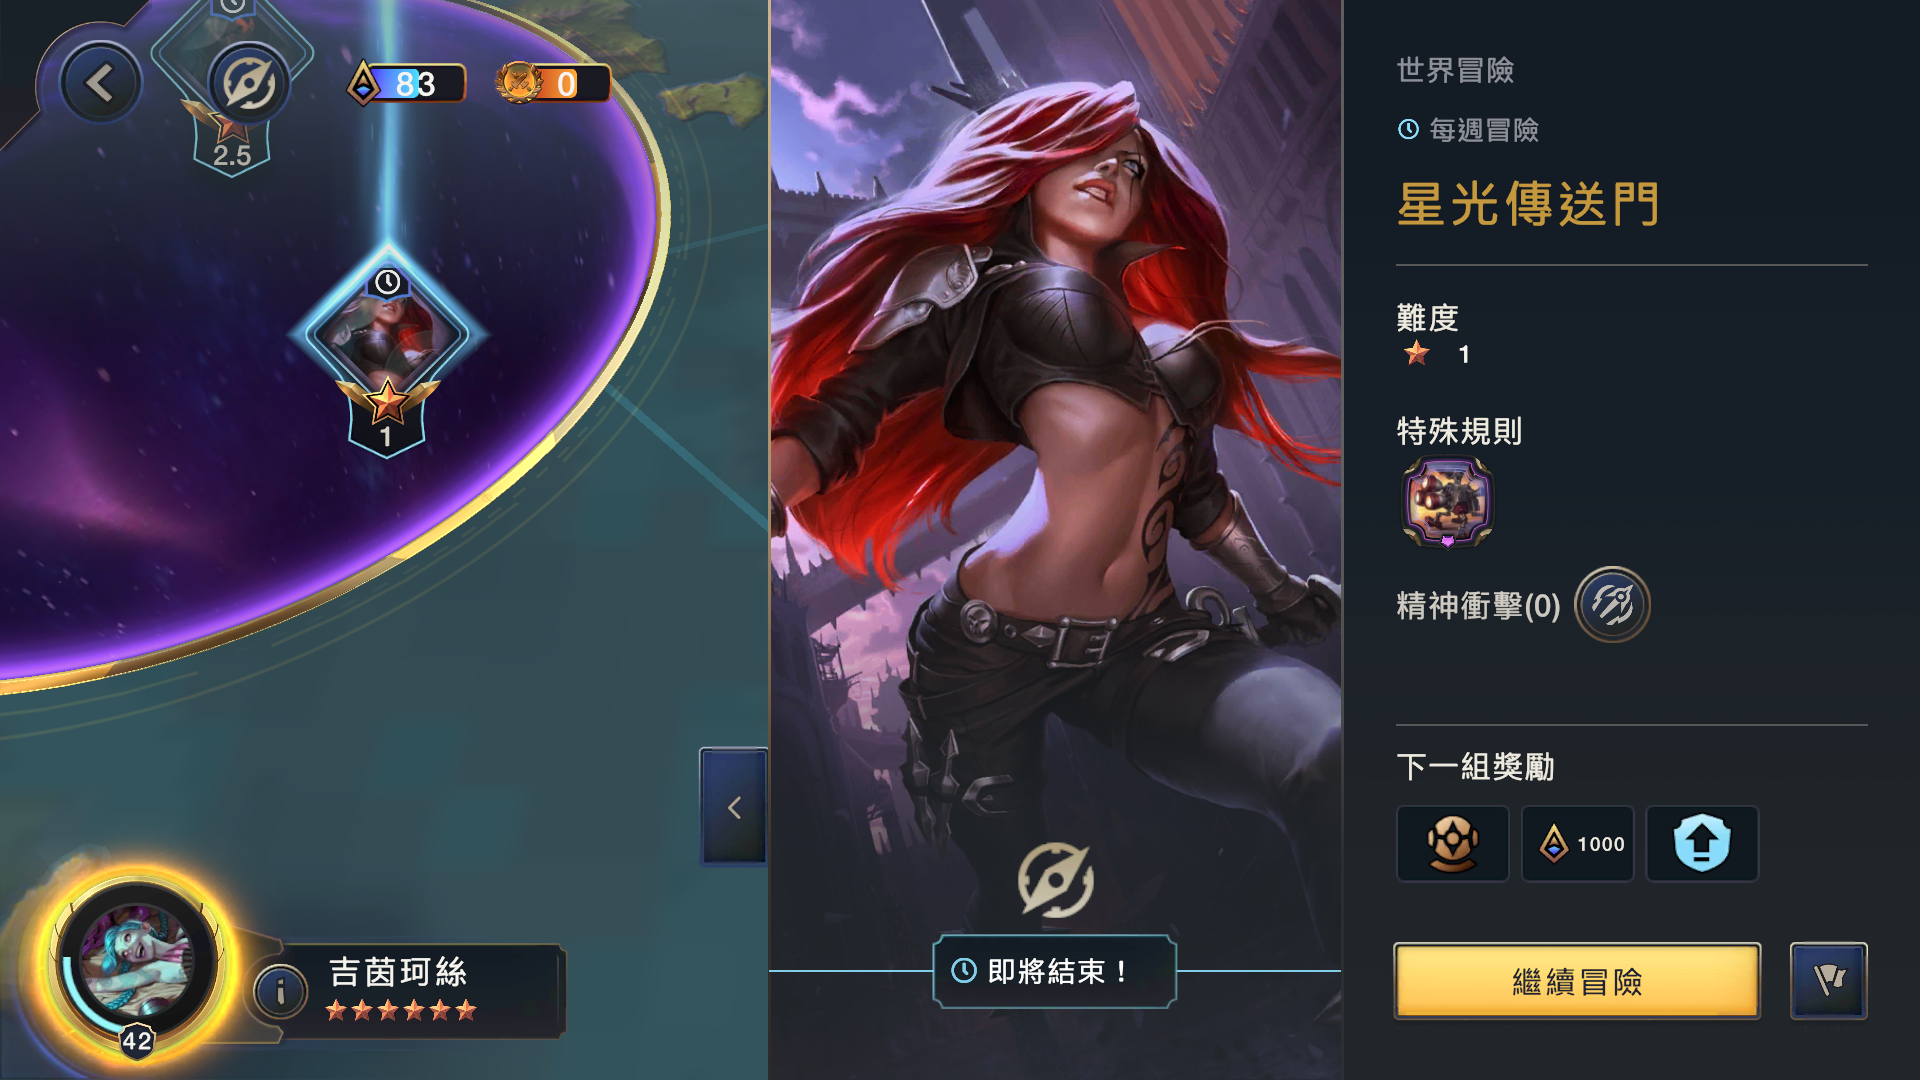 83
0
2.5
1
42
吉茵珂絲
即將結束！
世界冒險
每週冒險
星光傳送門
難度
1
特殊規則
精神衝擊(0)
下一組獎勵
1000
繼續冒險